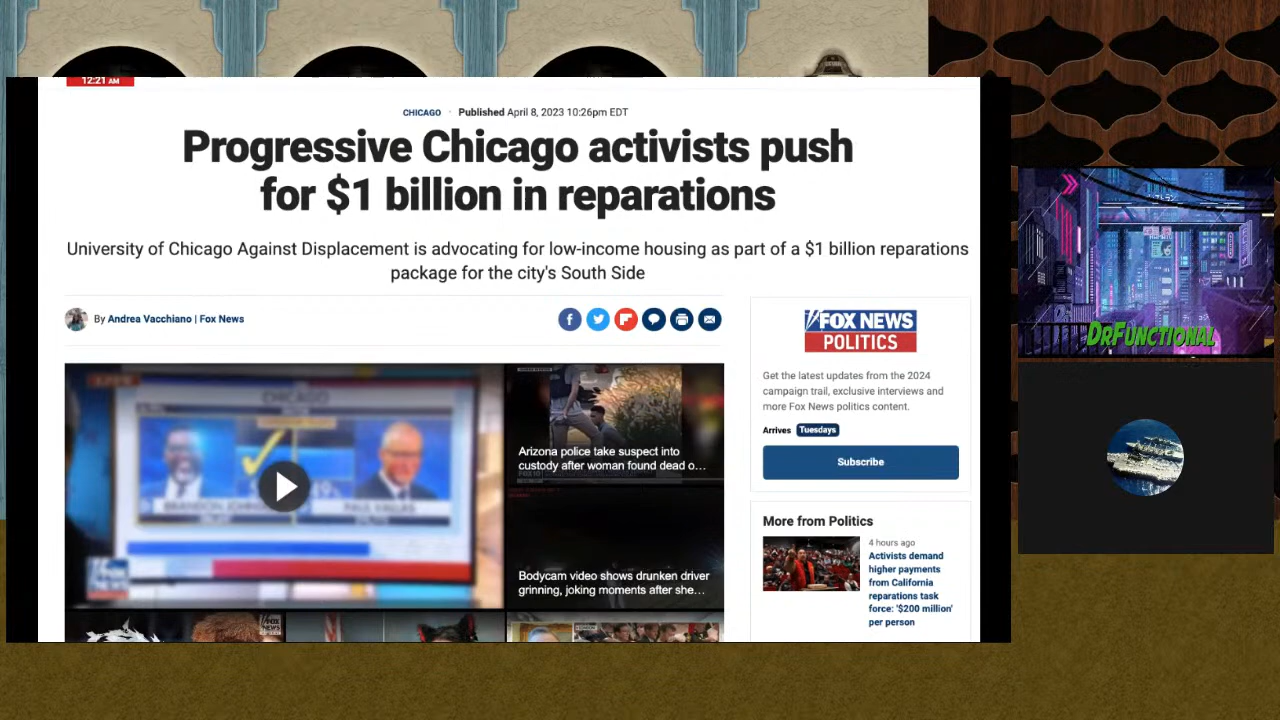 12:21 AM
CHICAGO · Published April 8, 2023 10:26pm EDT
Progressive Chicago activists push
for $1 billion in reparations
University of Chicago Against Displacement is advocating for low-income housing as part of a $1 billion reparations
package for the city's South Side
By Andrea Vacchiano | Fox News
FOX NEWS
POLITICS
Get the latest updates from the 2024
campaign trail, exclusive interviews and
more Fox News politics content.
Arrives Tuesdays
Subscribe
CHICAGO
BRANDON JOHNSON
PAUL VALLAS
Arizona police take suspect into
custody after woman found dead o...
Bodycam video shows drunken driver
grinning, joking moments after she...
More from Politics
4 hours ago
Activists demand
higher payments
from California
reparations task
force: '$200 million'
per person
DRFUNCTIONAL